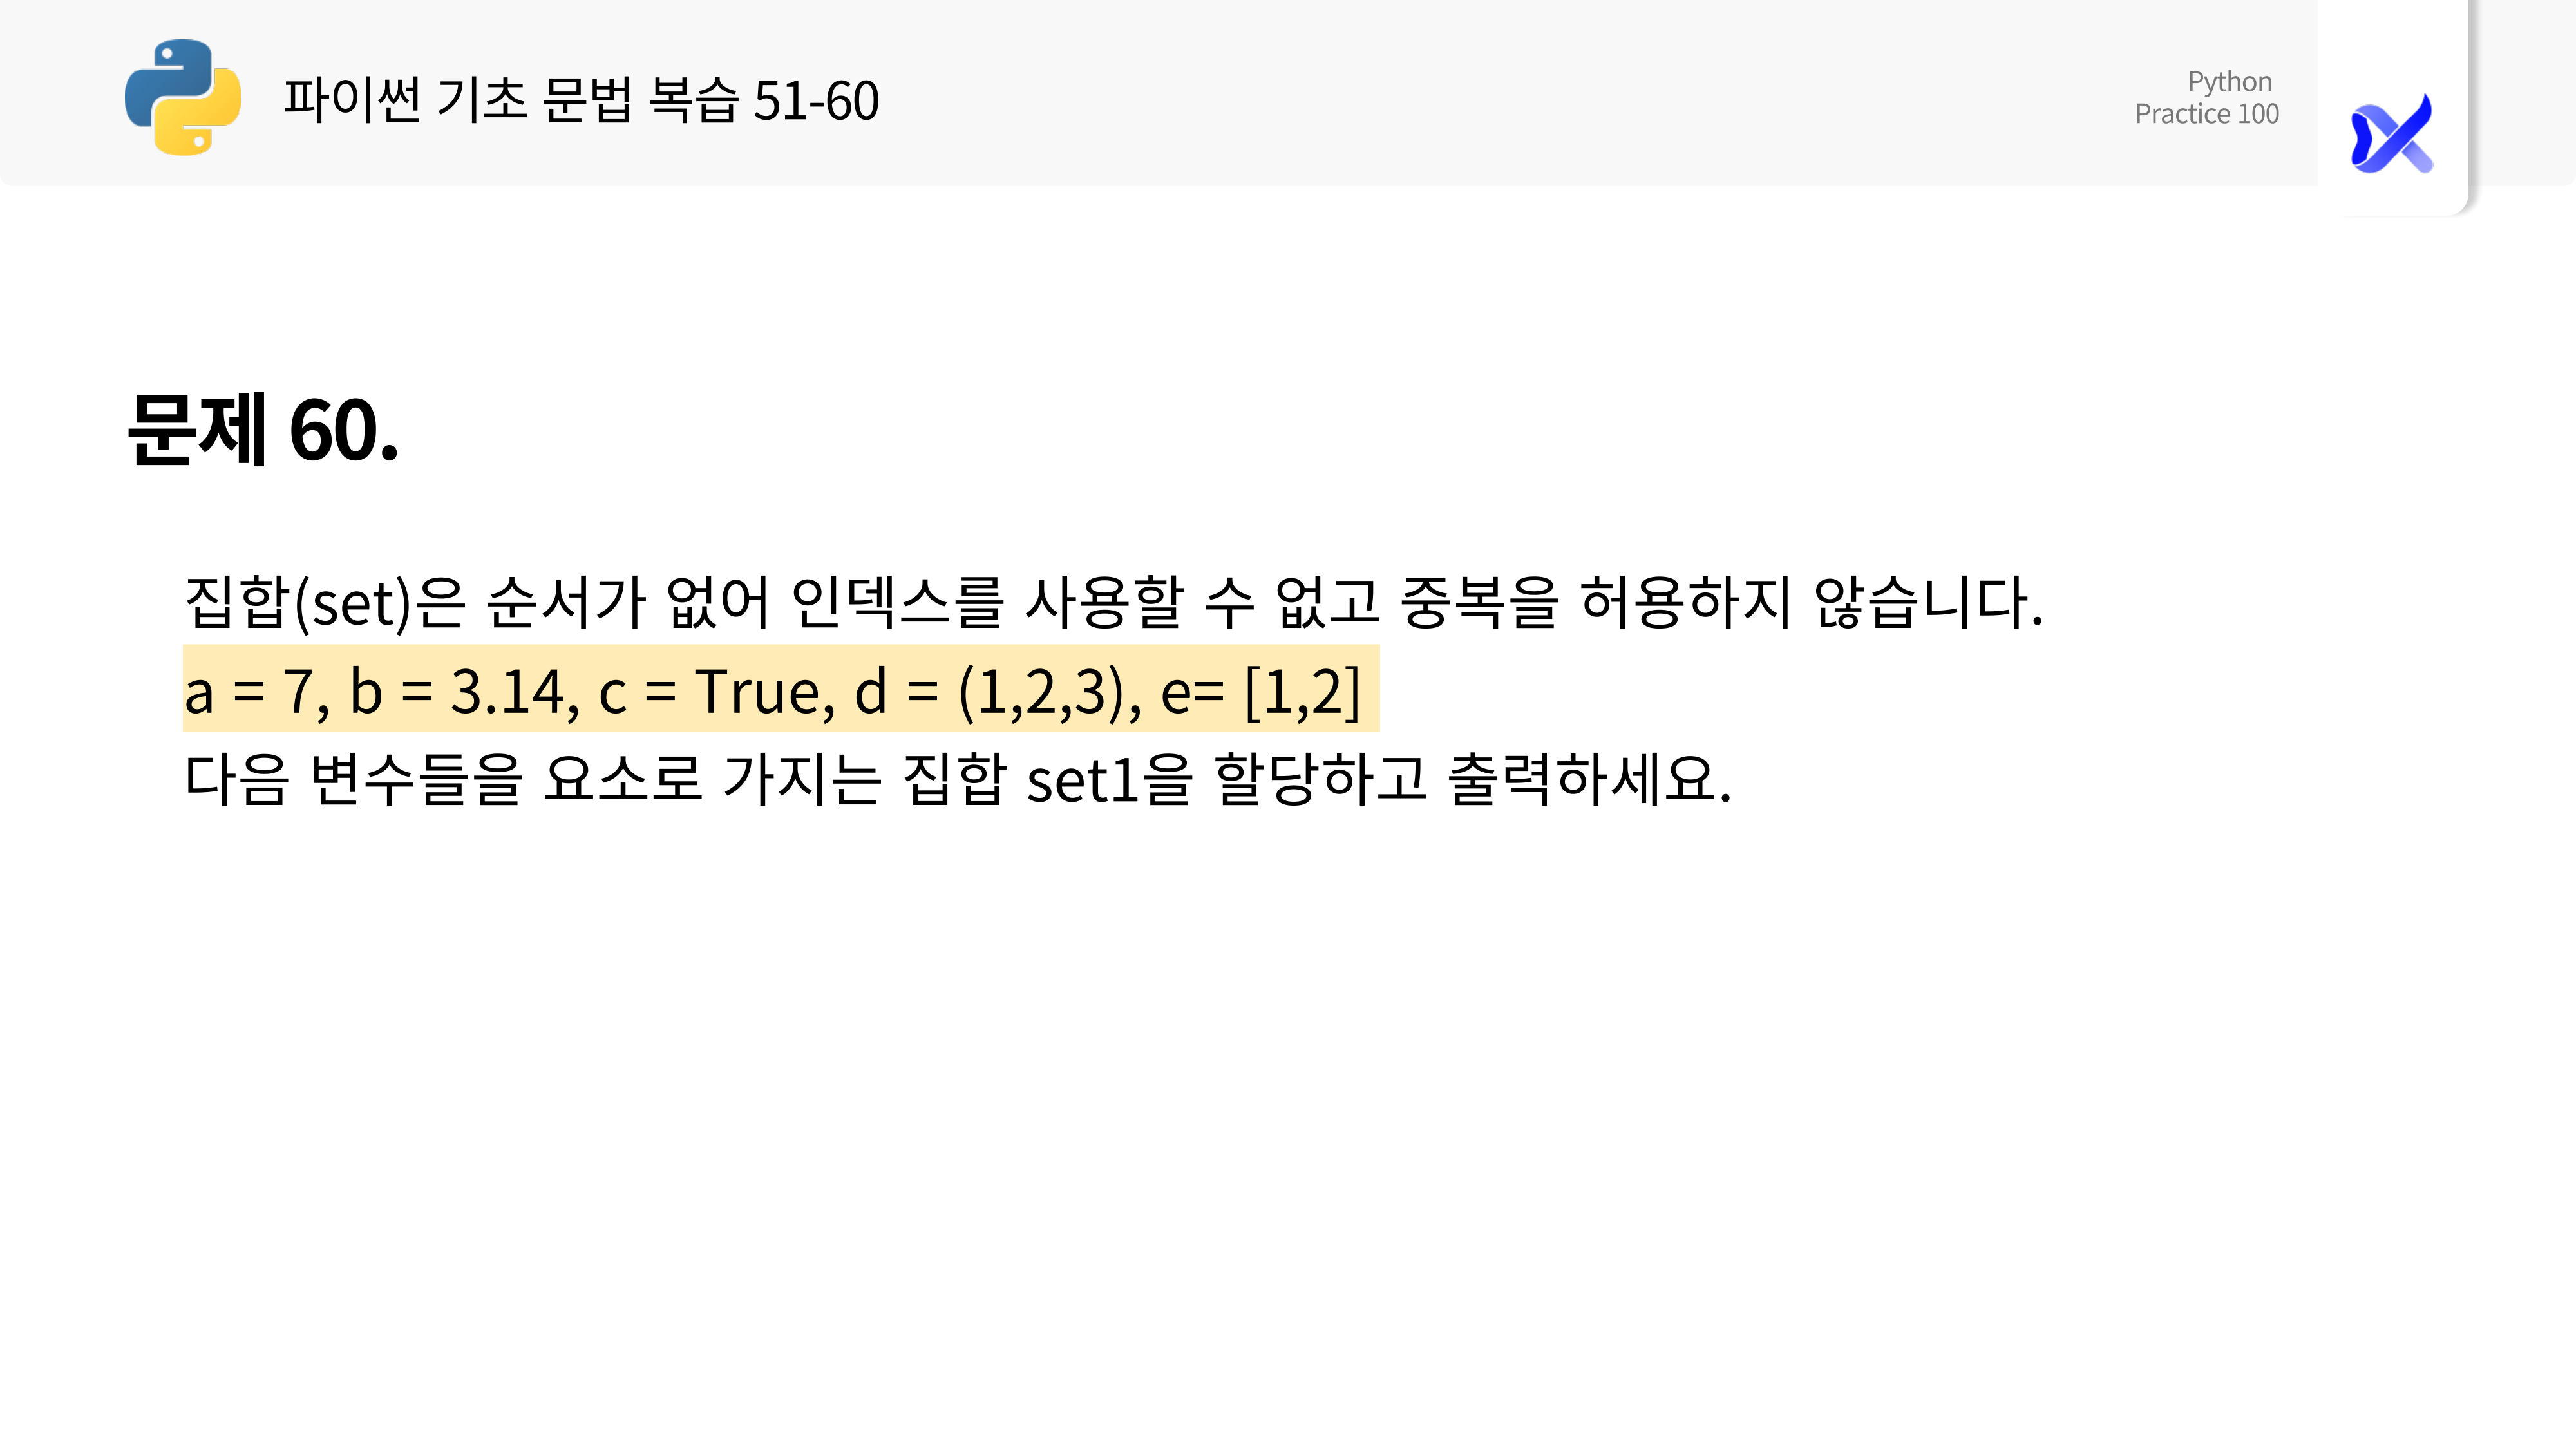 파이썬 기초 문법 복습 51-60
Python
Practice 100
문제 60.
집합(set)은 순서가 없어 인덱스를 사용할 수 없고 중복을 허용하지 않습니다.
a = 7, b = 3.14, c = True, d = (1,2,3), e= [1,2]
다음 변수들을 요소로 가지는 집합 set1을 할당하고 출력하세요.